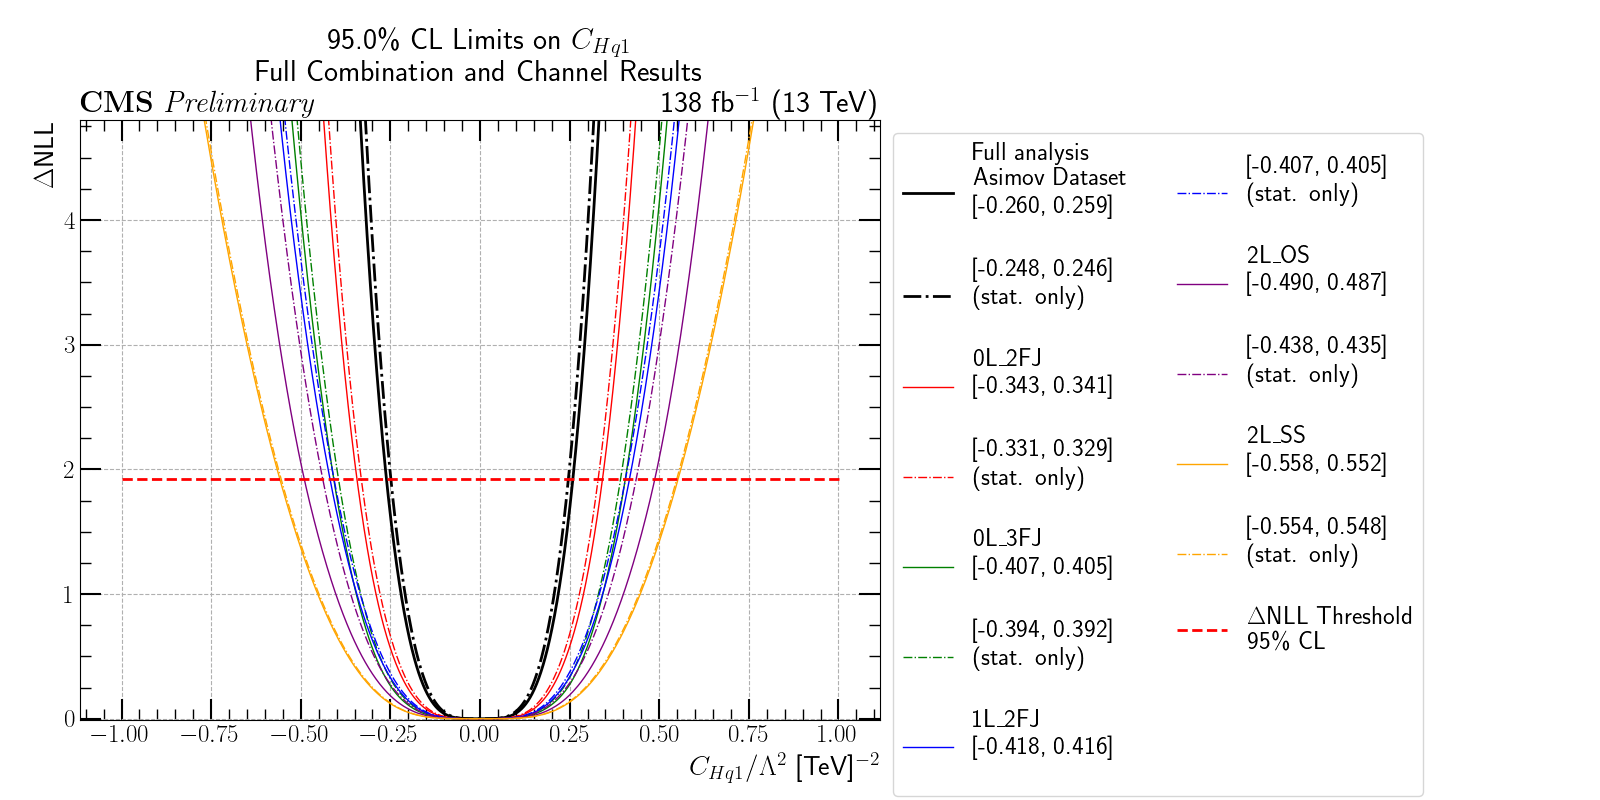 95.0% CL Limits on C_{Hq1}
Full Combination and Channel Results
CMS Preliminary
138 fb^{-1} (13 TeV)
ΔNLL
4
3
2
1
0
−1.00
−0.75
−0.50
−0.25
0.00
0.25
0.50
0.75
1.00
C_{Hq1}/Λ^2 [TeV]^{-2}
Full analysis
Asimov Dataset
[-0.260, 0.259]
[-0.248, 0.246]
(stat. only)
0L_2FJ
[-0.343, 0.341]
[-0.331, 0.329]
(stat. only)
0L_3FJ
[-0.407, 0.405]
[-0.394, 0.392]
(stat. only)
1L_2FJ
[-0.418, 0.416]
[-0.407, 0.405]
(stat. only)
2L_OS
[-0.490, 0.487]
[-0.438, 0.435]
(stat. only)
2L_SS
[-0.558, 0.552]
[-0.554, 0.548]
(stat. only)
ΔNLL Threshold
95% CL